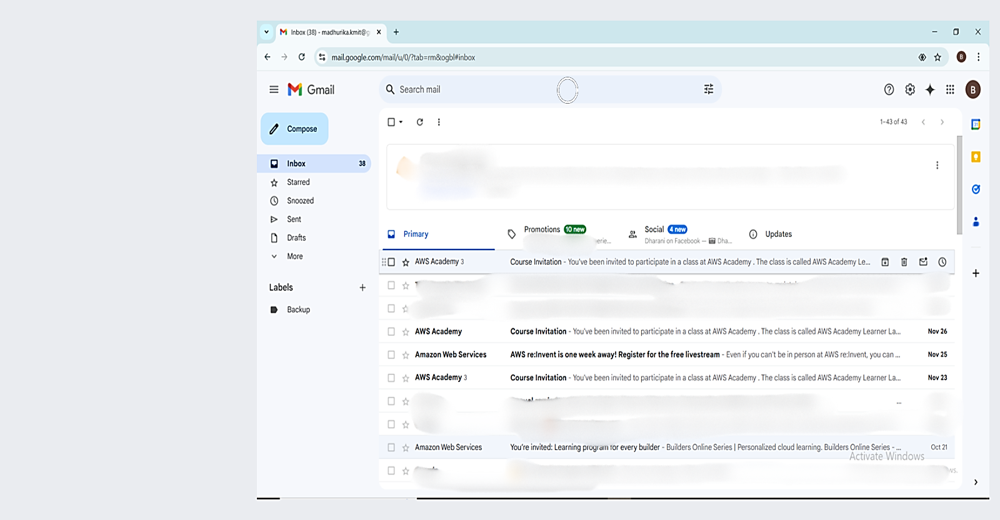 Inbox (38) - madhurika.kmit@g
mail.google.com/mail/u/0/?tab=rm&ogbl#inbox
B
Gmail
Search mail
B
Compose
1–43 of 43
31
Inbox 38
Starred
Snoozed
Sent
Drafts
More
Labels
Backup
Primary
Promotions 10 new
erie...
Social 4 new
Dharani on Facebook – Dha...
Updates
AWS Academy 3 Course Invitation - You've been invited to participate in a class at AWS Academy . The class is called AWS Academy Le...
AWS Academy Course Invitation - You've been invited to participate in a class at AWS Academy . The class is called AWS Academy Learner La... Nov 26
Amazon Web Services AWS re:Invent is one week away! Register for the free livestream - Even if you can't be in person at AWS re:Invent, you can ... Nov 25
AWS Academy 3 Course Invitation - You've been invited to participate in a class at AWS Academy . The class is called AWS Academy Learner La... Nov 23
...
Amazon Web Services You're invited: Learning program for every builder - Builders Online Series | Personalized cloud learning. Builders Online Series - ... Oct 21
Activate Windows
ws.